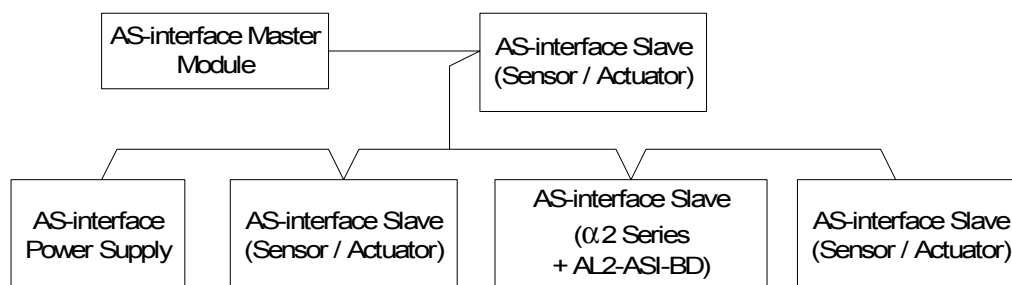 AS-interface Master
Module
AS-interface Slave
(Sensor / Actuator)
AS-interface
Power Supply
AS-interface Slave
(Sensor / Actuator)
AS-interface Slave
(α2 Series
+ AL2-ASI-BD)
AS-interface Slave
(Sensor / Actuator)